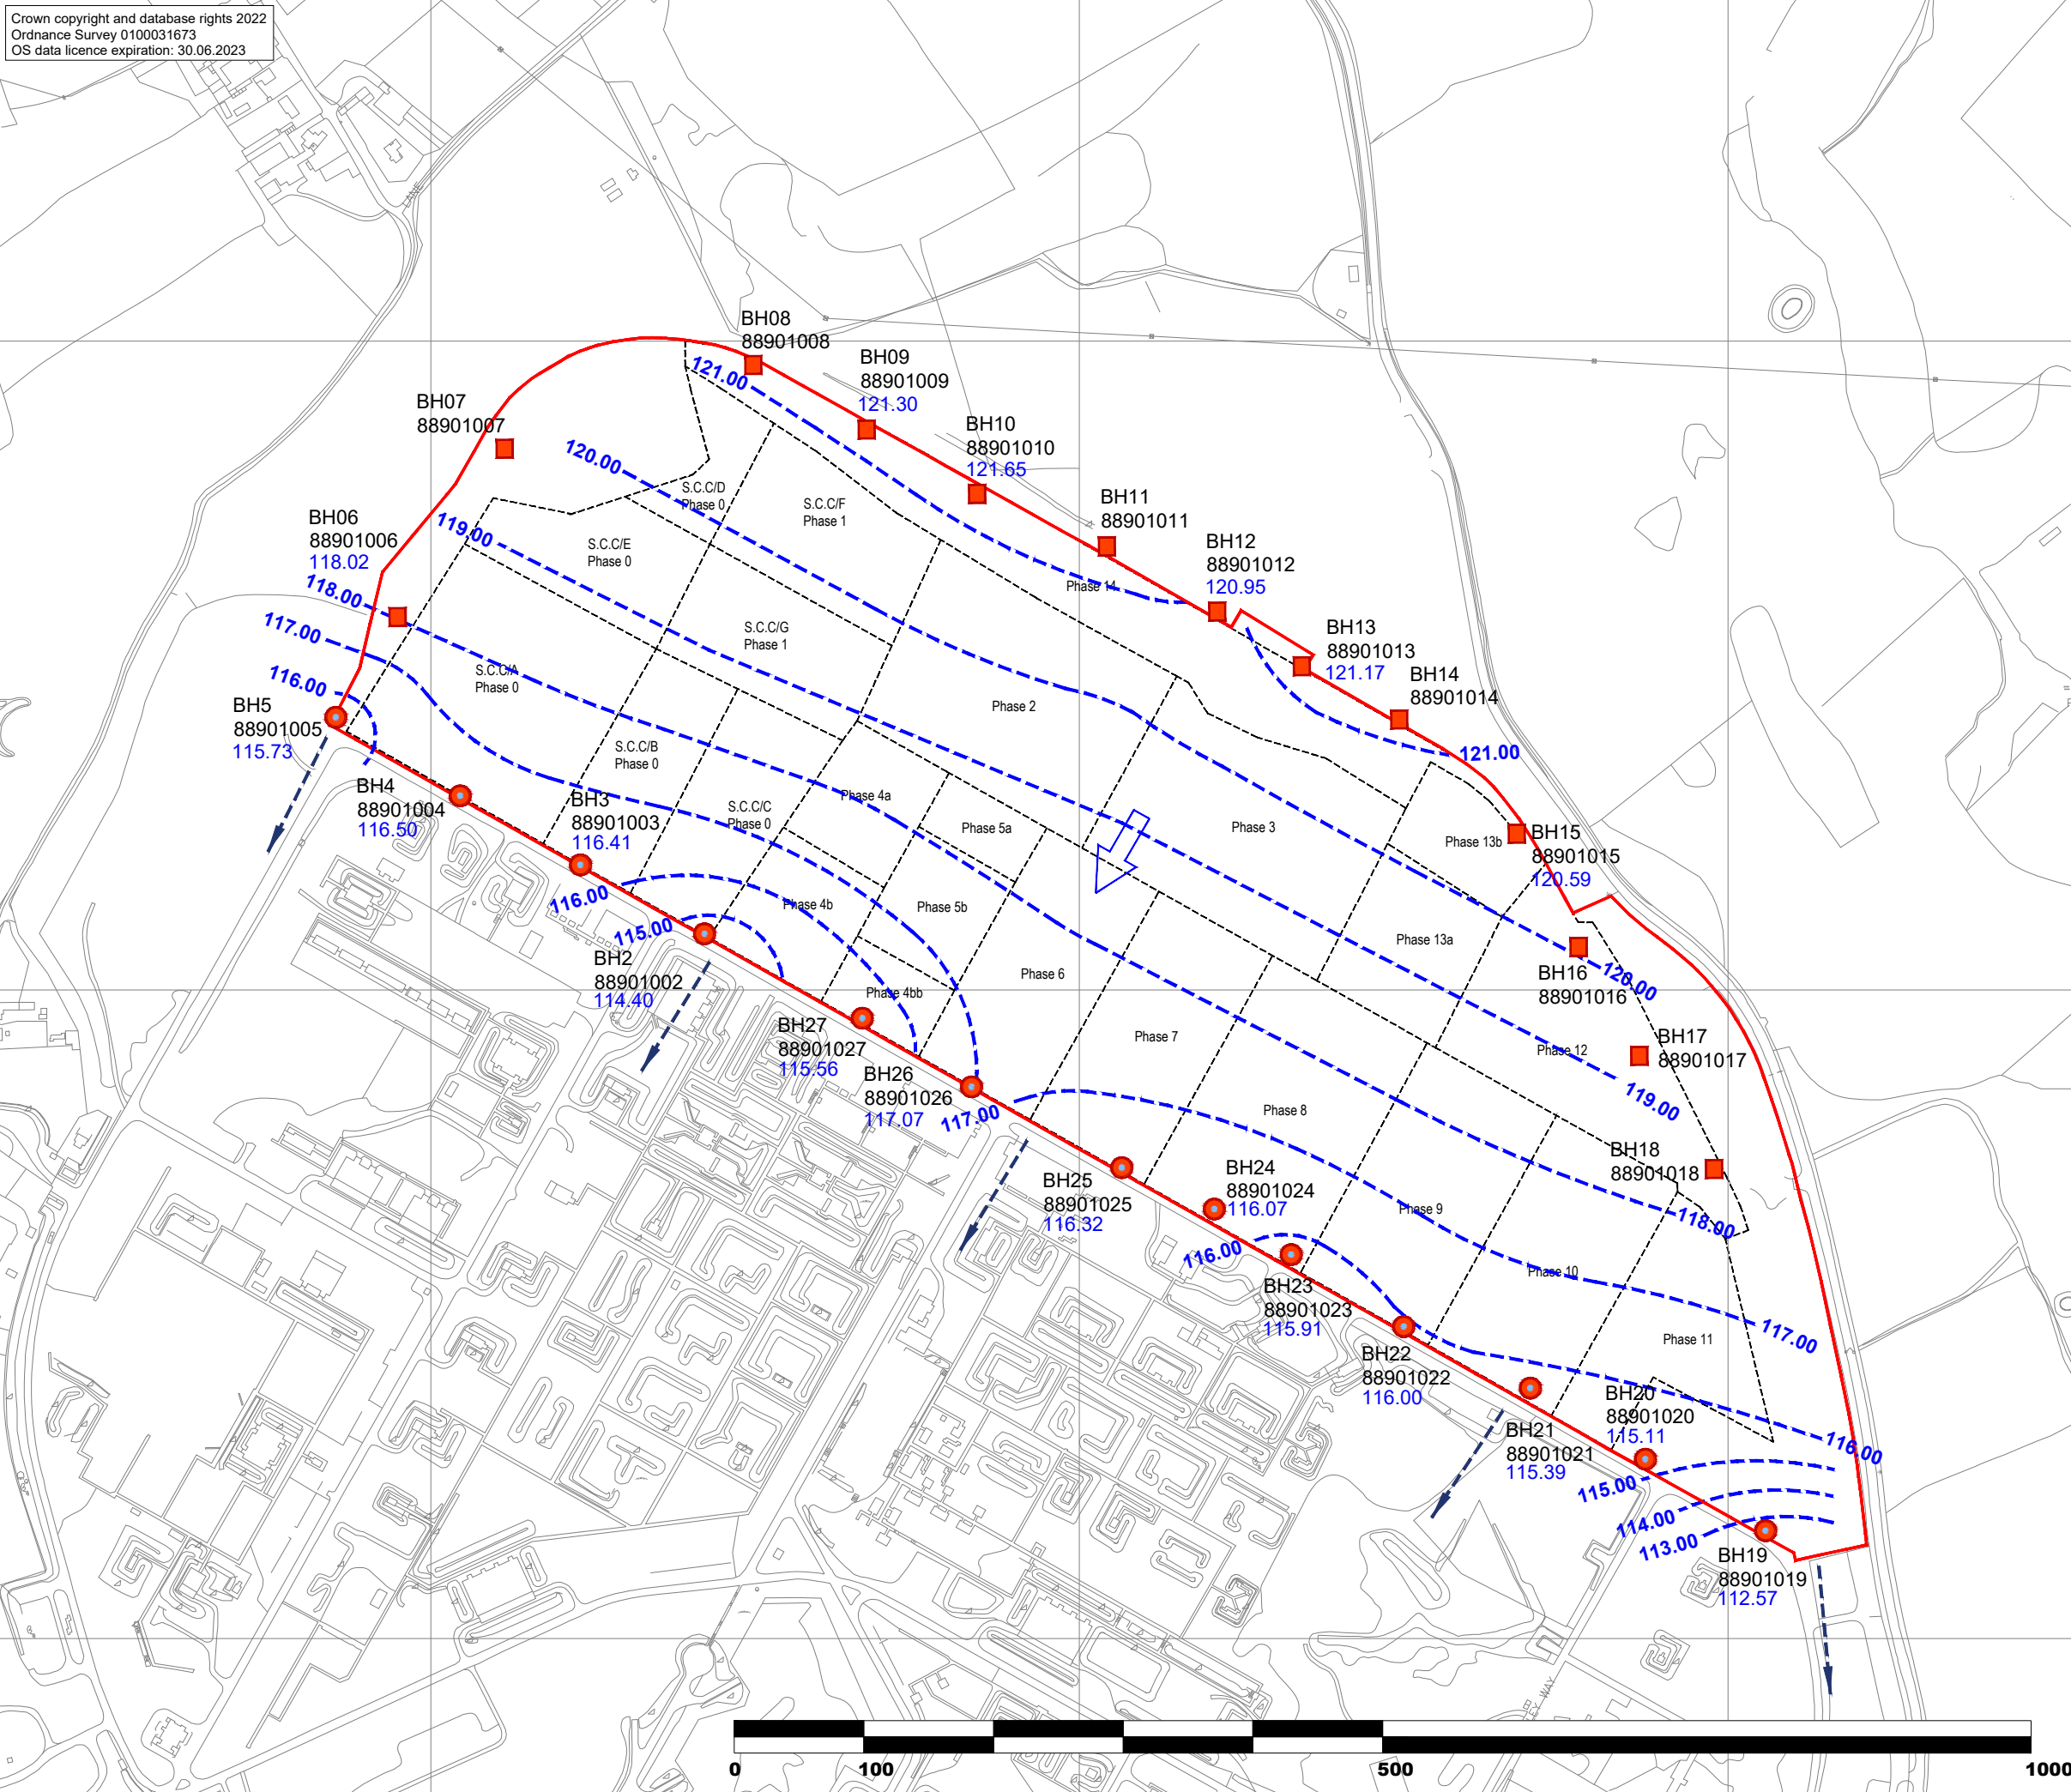 Crown copyright and database rights 2022
Ordnance Survey 0100031673
OS data licence expiration: 30.06.2023
LANE
BH08
88901008
121.00
BH09
88901009
121.30
BH07
88901007
BH10
88901010
121.65
120.00
S.C.C/D
Phase 0
S.C.C/F
Phase 1
BH11
88901011
BH06
88901006
118.02
119.00
S.C.C/E
Phase 0
BH12
88901012
120.95
Phase 14
118.00
117.00
S.C.C/G
Phase 1
BH13
88901013
121.17
116.00
S.C.C/A
Phase 0
BH14
88901014
BH5
88901005
115.73
Phase 2
S.C.C/B
Phase 0
121.00
BH4
88901004
116.50
BH3
88901003
116.41
S.C.C/C
Phase 0
Phase 4a
Phase 5a
Phase 3
Phase 13b
BH15
88901015
120.59
116.00
Phase 4b
Phase 5b
115.00
Phase 13a
BH2
88901002
114.40
Phase 6
BH16
88901016
120.00
Phase 4bb
BH27
88901027
115.56
Phase 7
Phase 12
BH17
88901017
BH26
88901026
117.07
117.00
Phase 8
119.00
BH25
88901025
116.32
BH24
88901024
116.07
BH18
88901018
Phase 9
118.00
116.00
Phase 10
BH23
88901023
115.91
117.00
Phase 11
BH22
88901022
116.00
BH20
88901020
115.11
BH21
88901021
115.39
116.00
115.00
114.00
113.00
BH19
88901019
112.57
EY WAY
0
100
500
1000